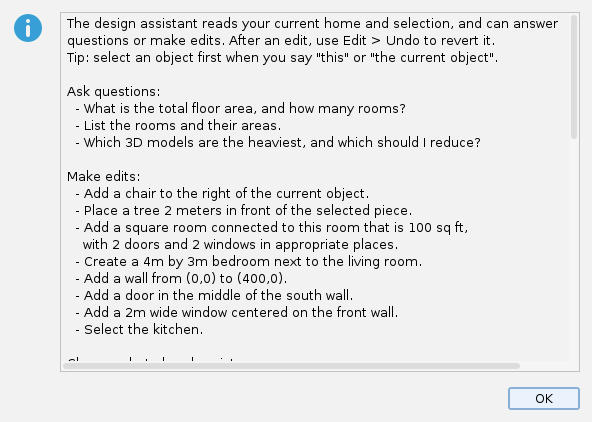 The design assistant reads your current home and selection, and can answer
questions or make edits. After an edit, use Edit > Undo to revert it.
Tip: select an object first when you say "this" or "the current object".

Ask questions:
- What is the total floor area, and how many rooms?
- List the rooms and their areas.
- Which 3D models are the heaviest, and which should I reduce?

Make edits:
- Add a chair to the right of the current object.
- Place a tree 2 meters in front of the selected piece.
- Add a square room connected to this room that is 100 sq ft,
with 2 doors and 2 windows in appropriate places.
- Create a 4m by 3m bedroom next to the living room.
- Add a wall from (0,0) to (400,0).
- Add a door in the middle of the south wall.
- Add a 2m wide window centered on the front wall.
- Select the kitchen.
OK